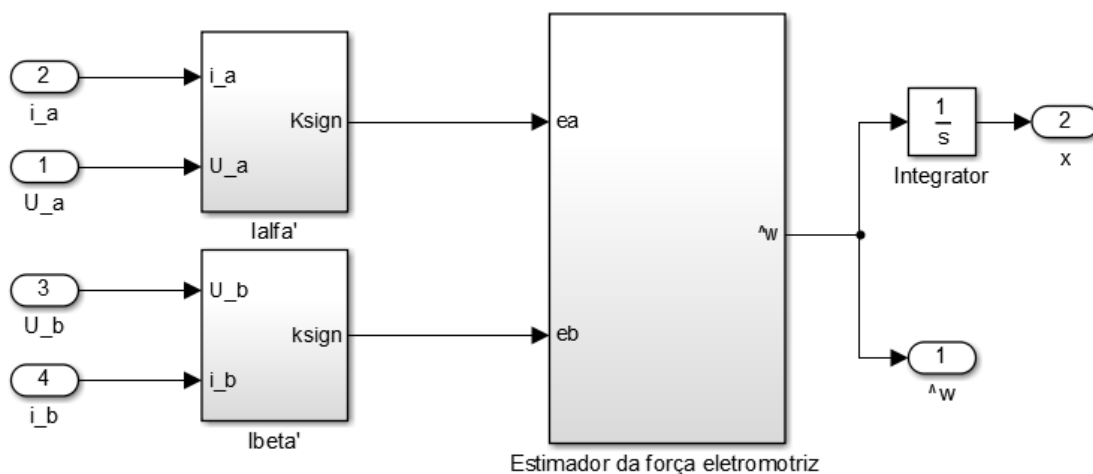 2
i_a
1
U_a
i_a
U_a
Ksign
Ialfa'
3
U_b
4
i_b
U_b
i_b
ksign
Ibeta'
ea
eb
^w
Estimador da força eletromotriz
1
s
Integrator
2
x
1
^w